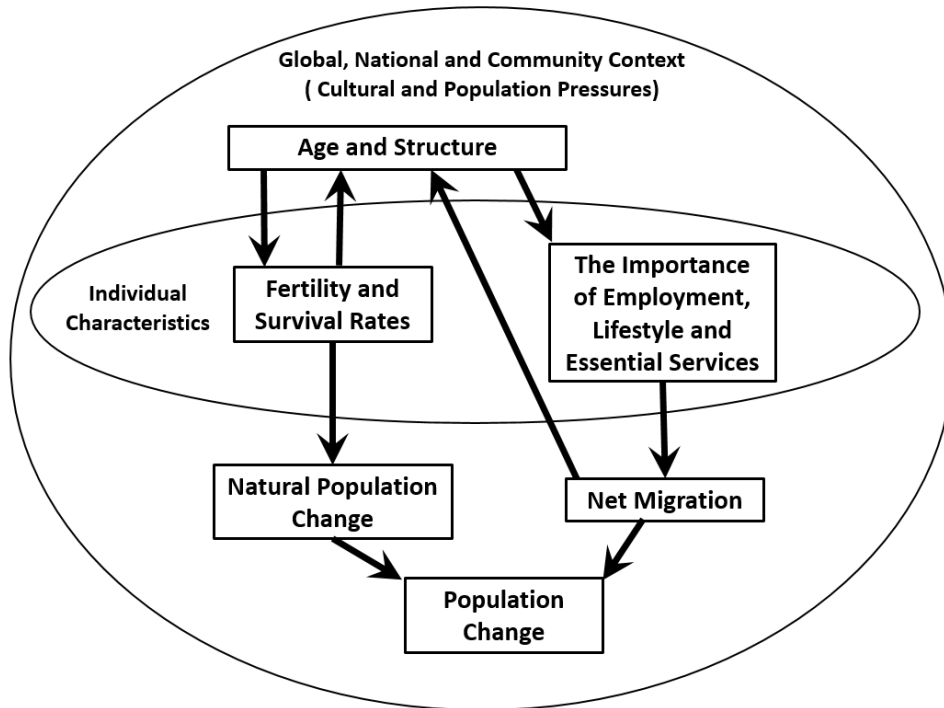 Global, National and Community Context
( Cultural and Population Pressures)
Age and Structure
Individual
Characteristics
Fertility and
Survival Rates
The Importance
of Employment,
Lifestyle and
Essential Services
Natural Population
Change
Net Migration
Population
Change